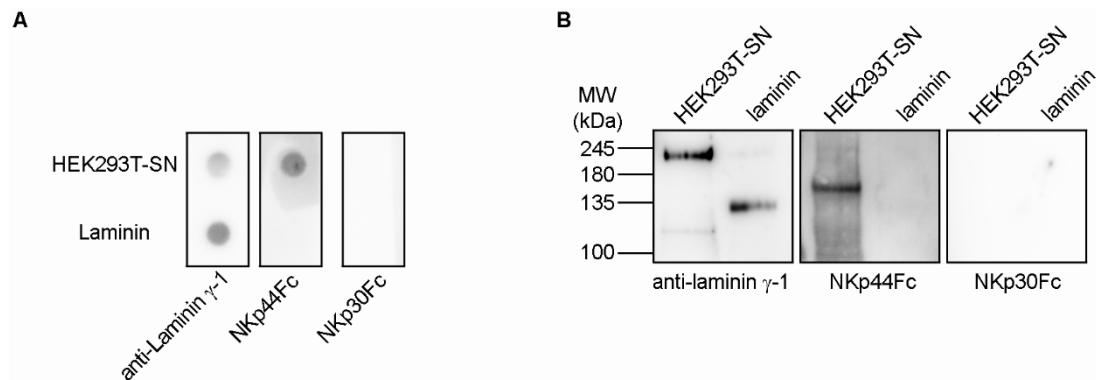 A
HEK293T-SN
Laminin
anti-Laminin γ-1
NKp44Fc
NKp30Fc
B
MW
(kDa)
HEK293T-SN
laminin
HEK293T-SN
laminin
HEK293T-SN
laminin
245
180
135
100
anti-laminin γ-1
NKp44Fc
NKp30Fc